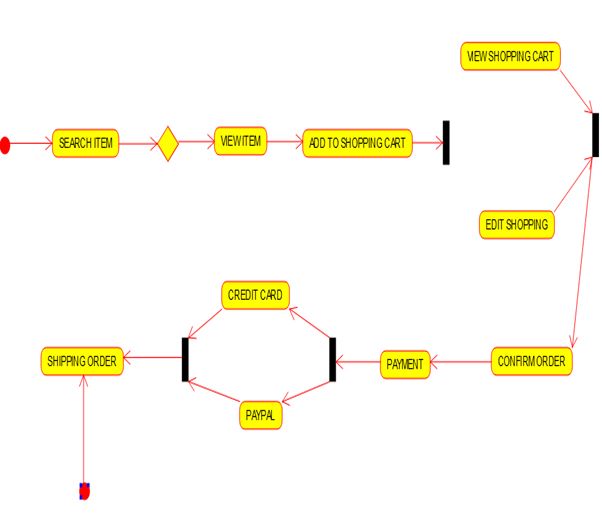 VIEW SHOPPING CART
SEARCH ITEM
VIEW ITEM
ADD TO SHOPPING CART
EDIT SHOPPING
CREDIT CARD
SHIPPING ORDER
PAYMENT
CONFIRM ORDER
PAYPAL